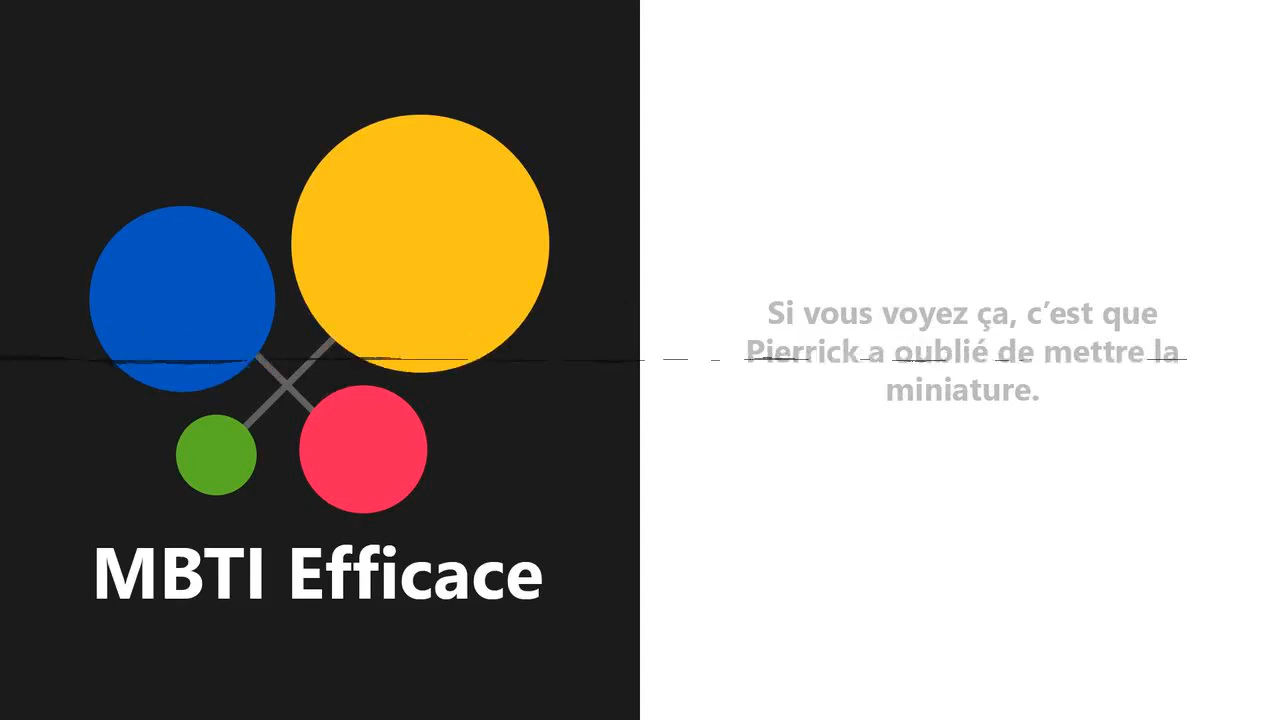 MBTI Efficace
Si vous voyez ça, c’est que
Pierrick a oublié de mettre la
miniature.